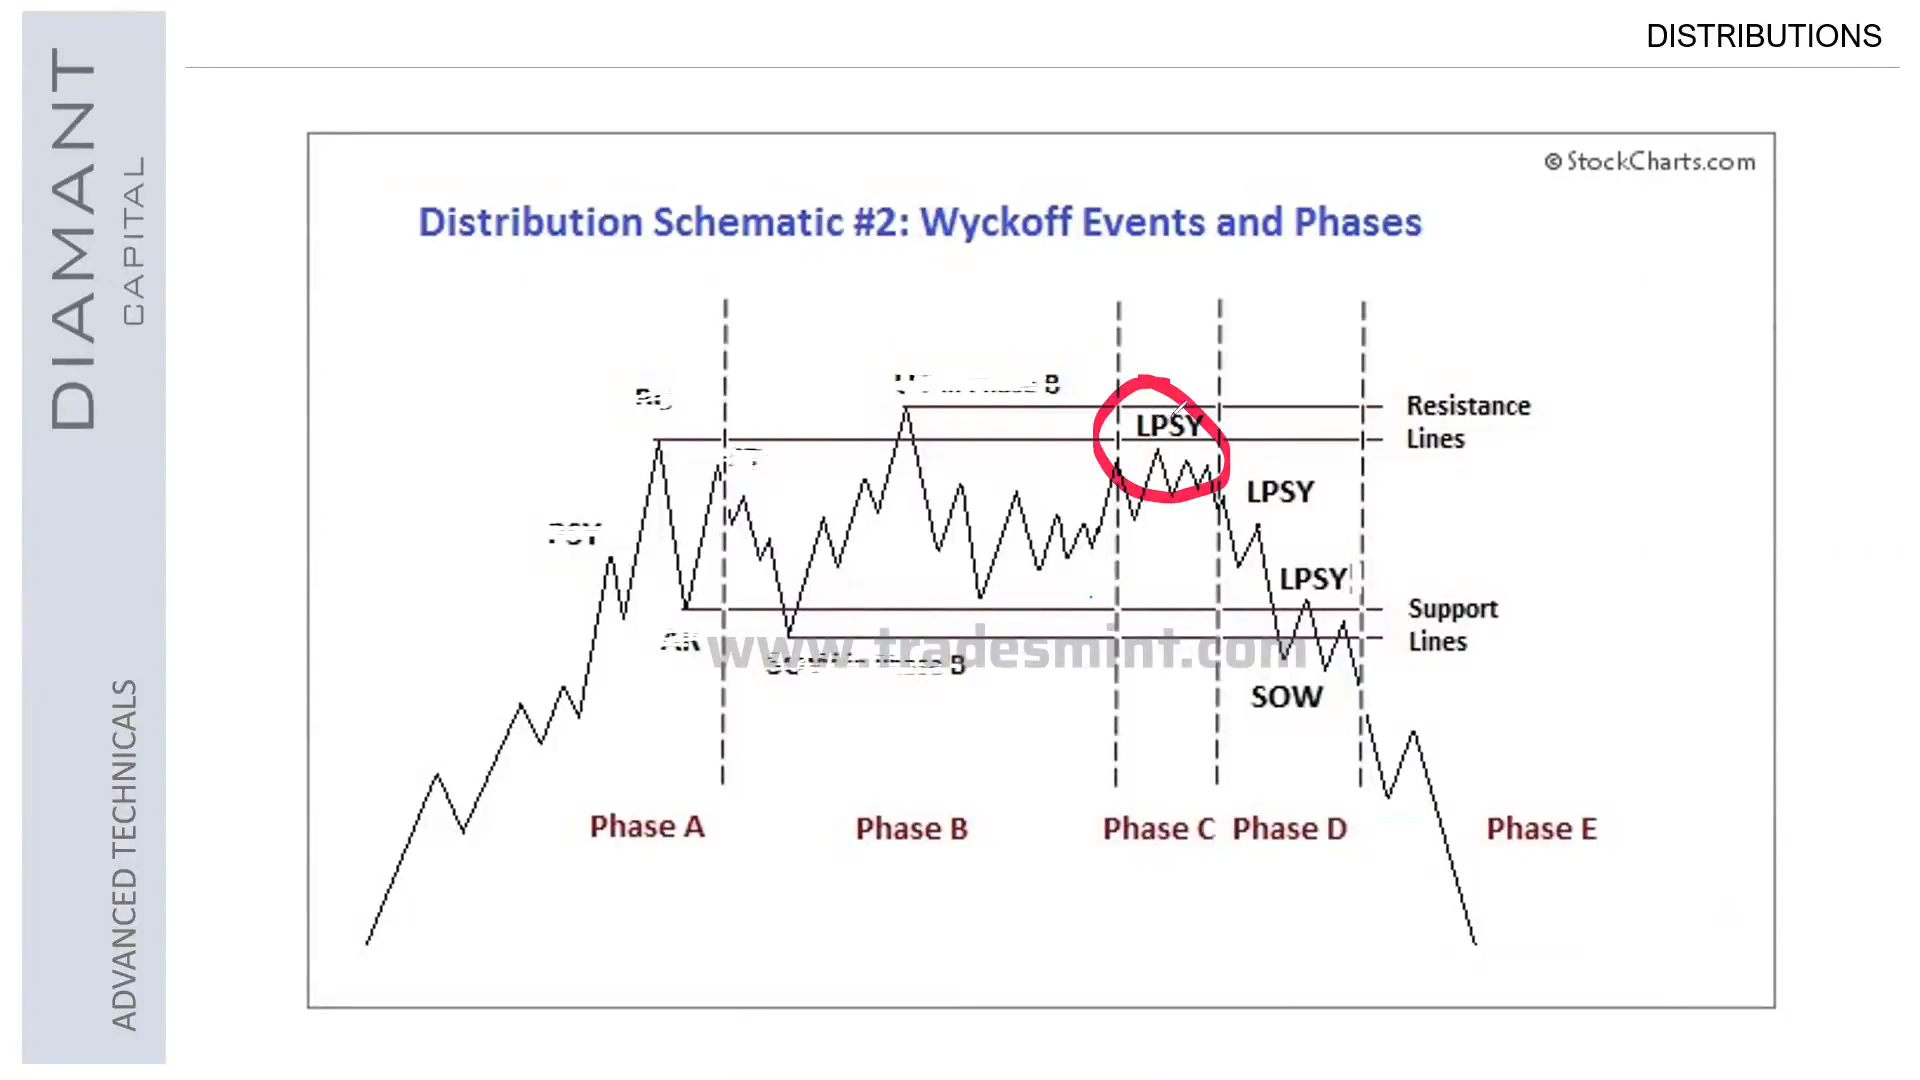 DISTRIBUTIONS
DIAMANT
CAPITAL
ADVANCED TECHNICALS
© StockCharts.com
Distribution Schematic #2: Wyckoff Events and Phases
B
LPSY
Resistance
Lines
LPSY
LPSY
Support
Lines
www.tradesmint.com
B
SOW
Phase A
Phase B
Phase C
Phase D
Phase E